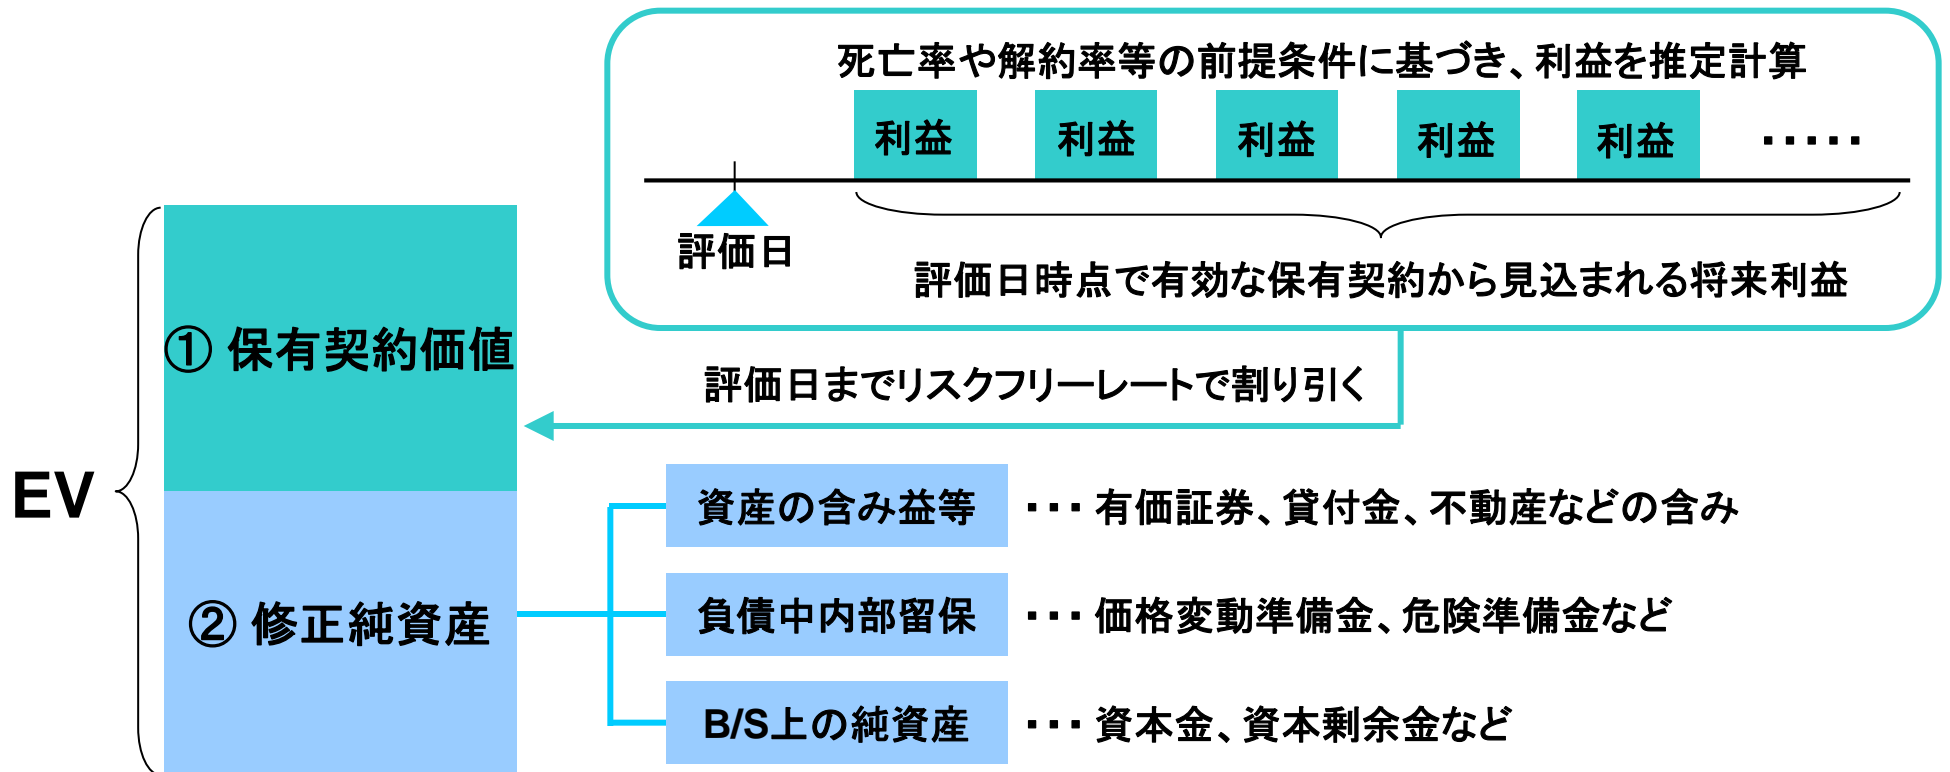 死亡率や解約率等の前提条件に基づき、利益を推定計算
利益 利益 利益 利益 利益 ・・・・・
評価日
評価日時点で有効な保有契約から見込まれる将来利益
① 保有契約価値
評価日までリスクフリーレートで割り引く
EV
資産の含み益等 ・・・ 有価証券、貸付金、不動産などの含み
② 修正純資産
負債中内部留保 ・・・ 価格変動準備金、危険準備金など
B/S上の純資産 ・・・ 資本金、資本剰余金など